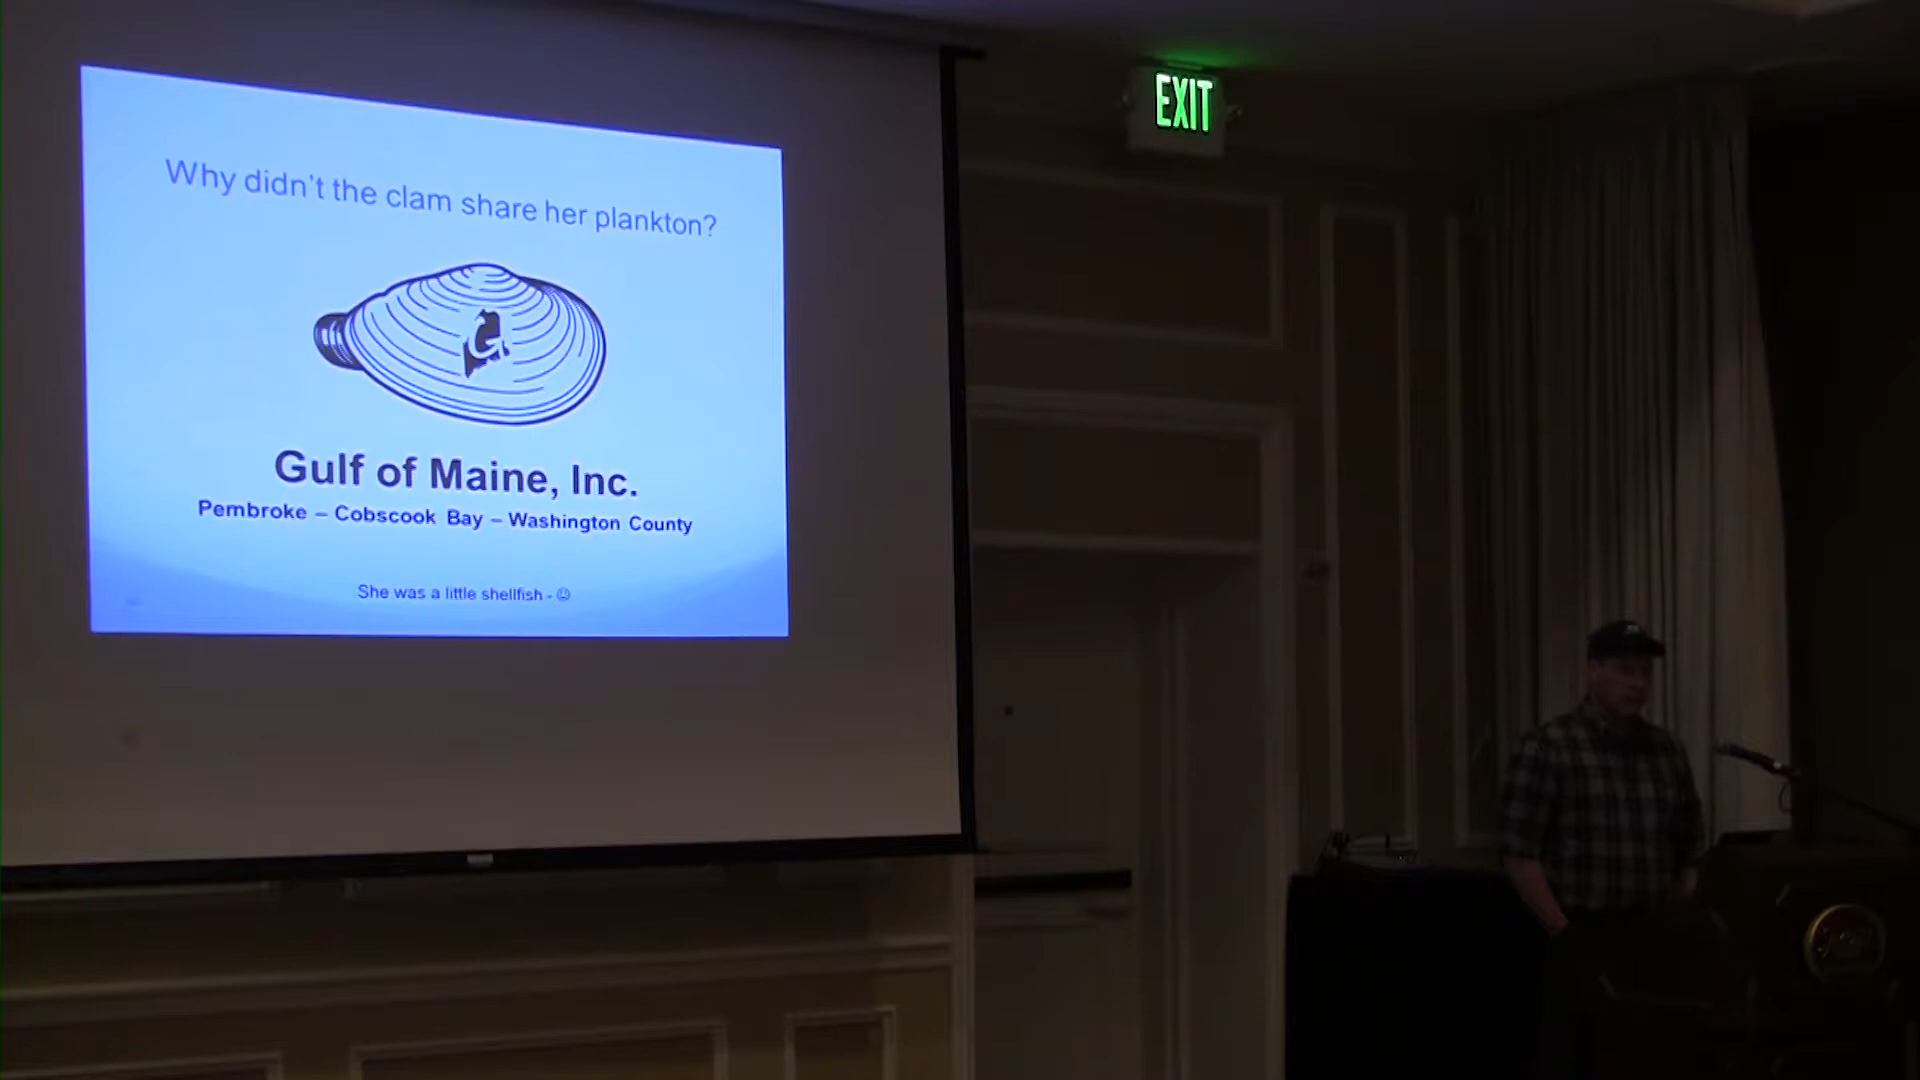 Why didn't the clam share her plankton?
G
Gulf of Maine, Inc.
Pembroke – Cobscook Bay – Washington County
She was a little shellfish - ☺
EXIT